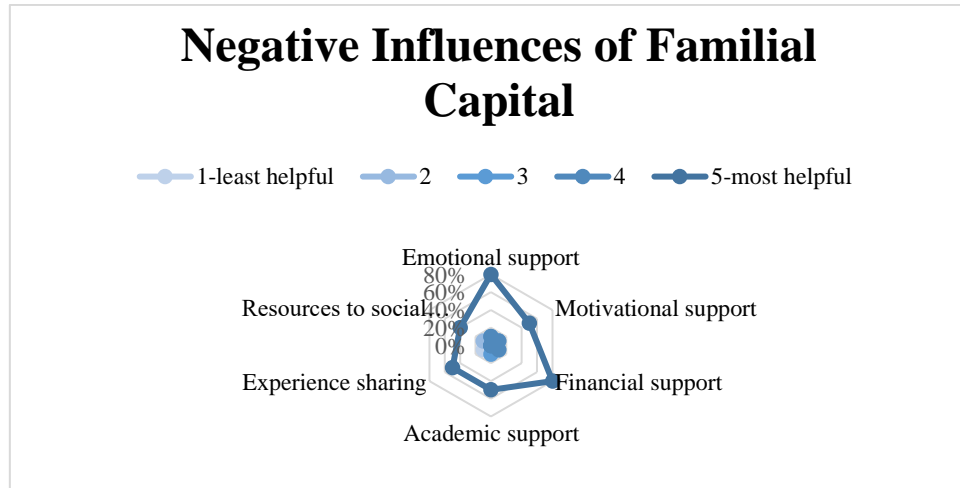 Negative Influences of Familial
Capital
1-least helpful 2 3 4 5-most helpful
Emotional support
80%
60%
Resources to social... Motivational support
40%
20%
0%
Experience sharing Financial support
Academic support